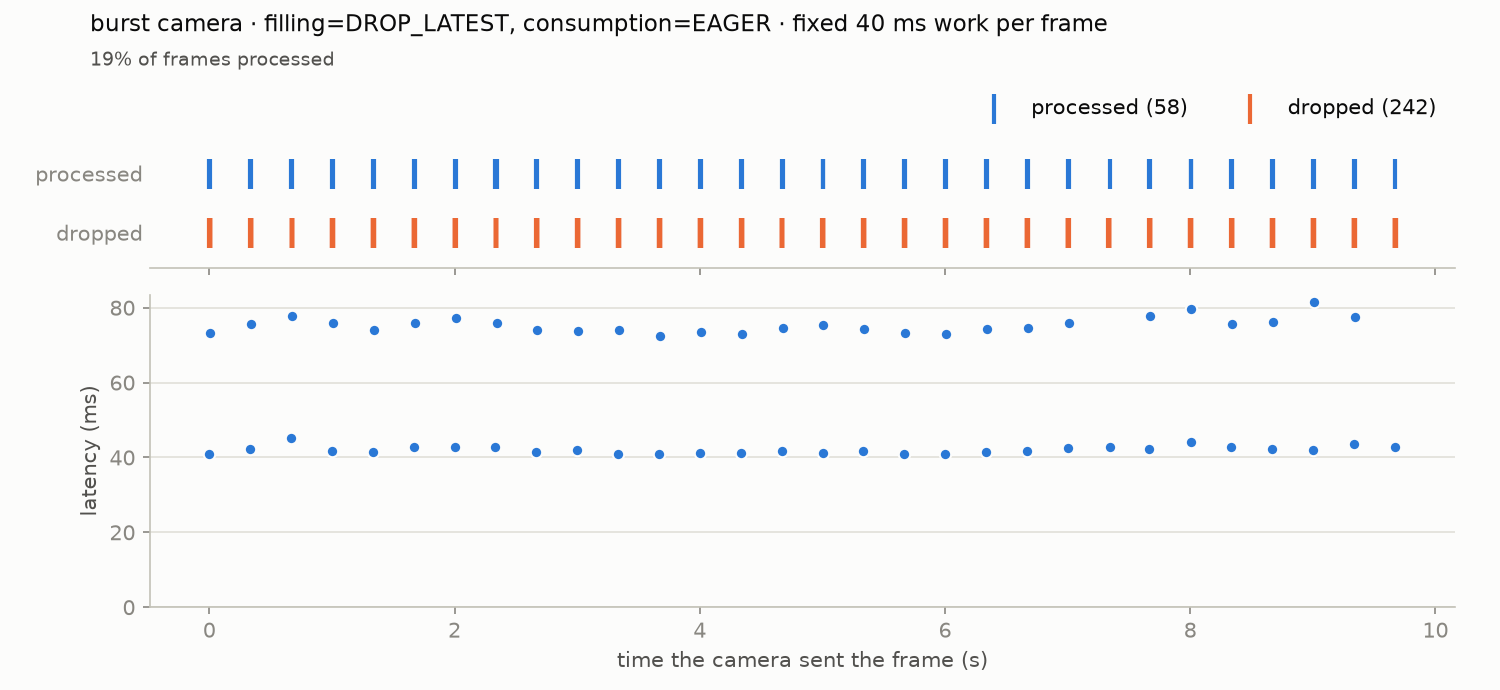 burst camera · filling=DROP_LATEST, consumption=EAGER · fixed 40 ms work per frame
19% of frames processed
processed (58)
dropped (242)
processed
dropped
80
60
40
20
0
latency (ms)
0
2
4
6
8
10
time the camera sent the frame (s)